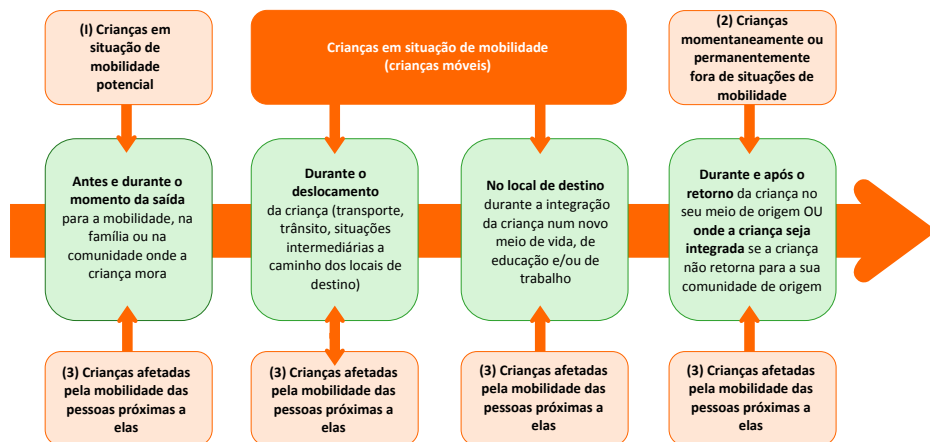 (I) Crianças em
situação de
mobilidade
potencial
Crianças em situação de mobilidade
(crianças móveis)
(2) Crianças
momentaneamente ou
permanentemente
fora de situações de
mobilidade
Antes e durante o
momento da saída
para a mobilidade, na
família ou na
comunidade onde a
criança mora
Durante o
deslocamento
da criança (transporte,
trânsito, situações
intermediárias a
caminho dos locais de
destino)
No local de destino
durante a integração
da criança num novo
meio de vida, de
educação e/ou de
trabalho
Durante e após o
retorno da criança no
seu meio de origem OU
onde a criança seja
integrada se a criança
não retorna para a sua
comunidade de origem
(3) Crianças afetadas
pela mobilidade das
pessoas próximas a
elas
(3) Crianças afetadas
pela mobilidade das
pessoas próximas a
elas
(3) Crianças afetadas
pela mobilidade das
pessoas próximas a
elas
(3) Crianças afetadas
pela mobilidade das
pessoas próximas a
elas